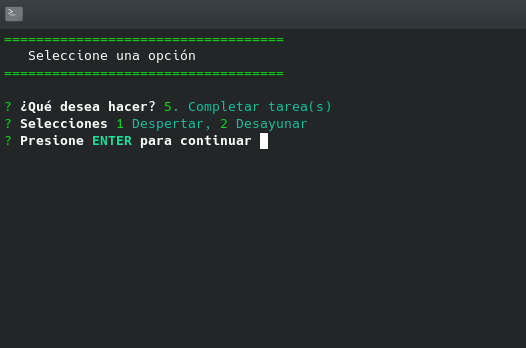 ===================================
Seleccione una opción
===================================
? ¿Qué desea hacer? 5. Completar tarea(s)
? Selecciones 1 Despertar, 2 Desayunar
? Presione ENTER para continuar